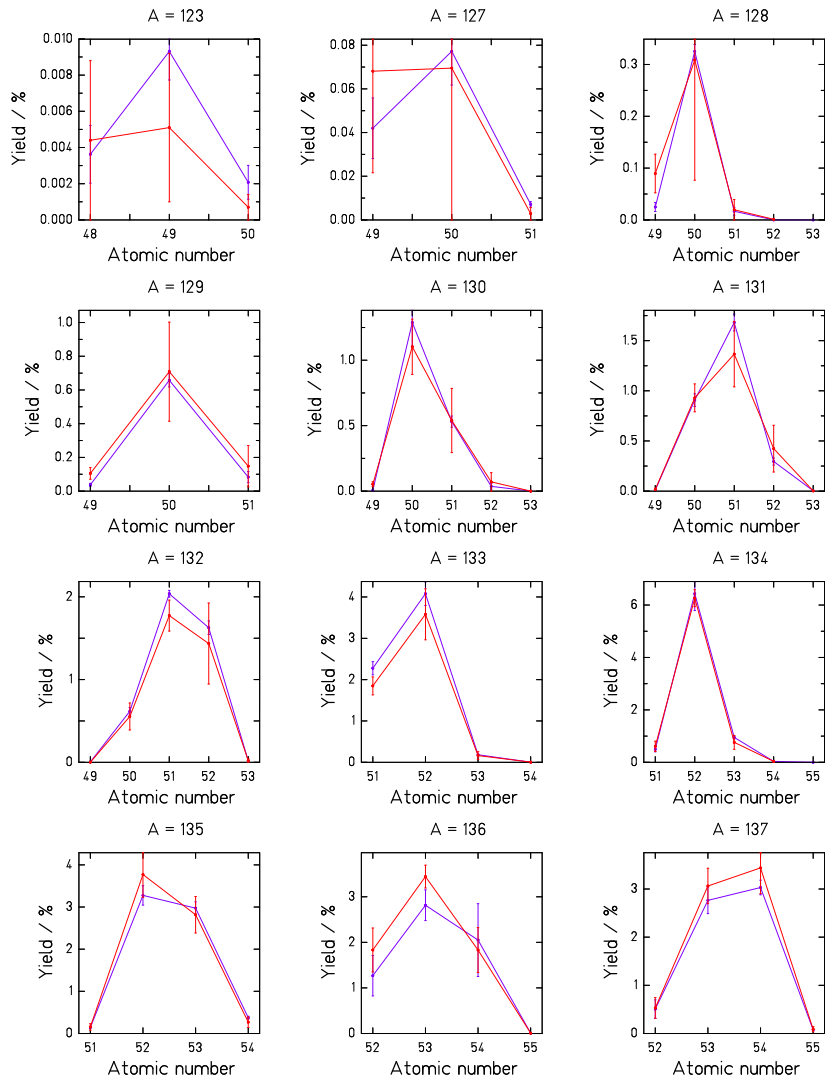 A = 123
A = 127
A = 128
0.010
0.008
0.006
0.004
0.002
0.000
Yield / %
48 49 50
Atomic number
0.08
0.06
0.04
0.02
0.00
Yield / %
49 50 51
Atomic number
0.3
0.2
0.1
0.0
Yield / %
49 50 51 52 53
Atomic number
A = 129
A = 130
A = 131
1.0
0.8
0.6
0.4
0.2
0.0
Yield / %
49 50 51
Atomic number
1.0
0.5
0.0
Yield / %
49 50 51 52 53
Atomic number
1.5
1.0
0.5
0.0
Yield / %
49 50 51 52 53
Atomic number
A = 132
A = 133
A = 134
2
1
0
Yield / %
49 50 51 52 53
Atomic number
4
3
2
1
0
Yield / %
51 52 53 54
Atomic number
6
4
2
0
Yield / %
51 52 53 54 55
Atomic number
A = 135
A = 136
A = 137
4
3
2
1
0
Yield / %
51 52 53 54
Atomic number
3
2
1
0
Yield / %
52 53 54 55
Atomic number
3
2
1
0
Yield / %
52 53 54 55
Atomic number